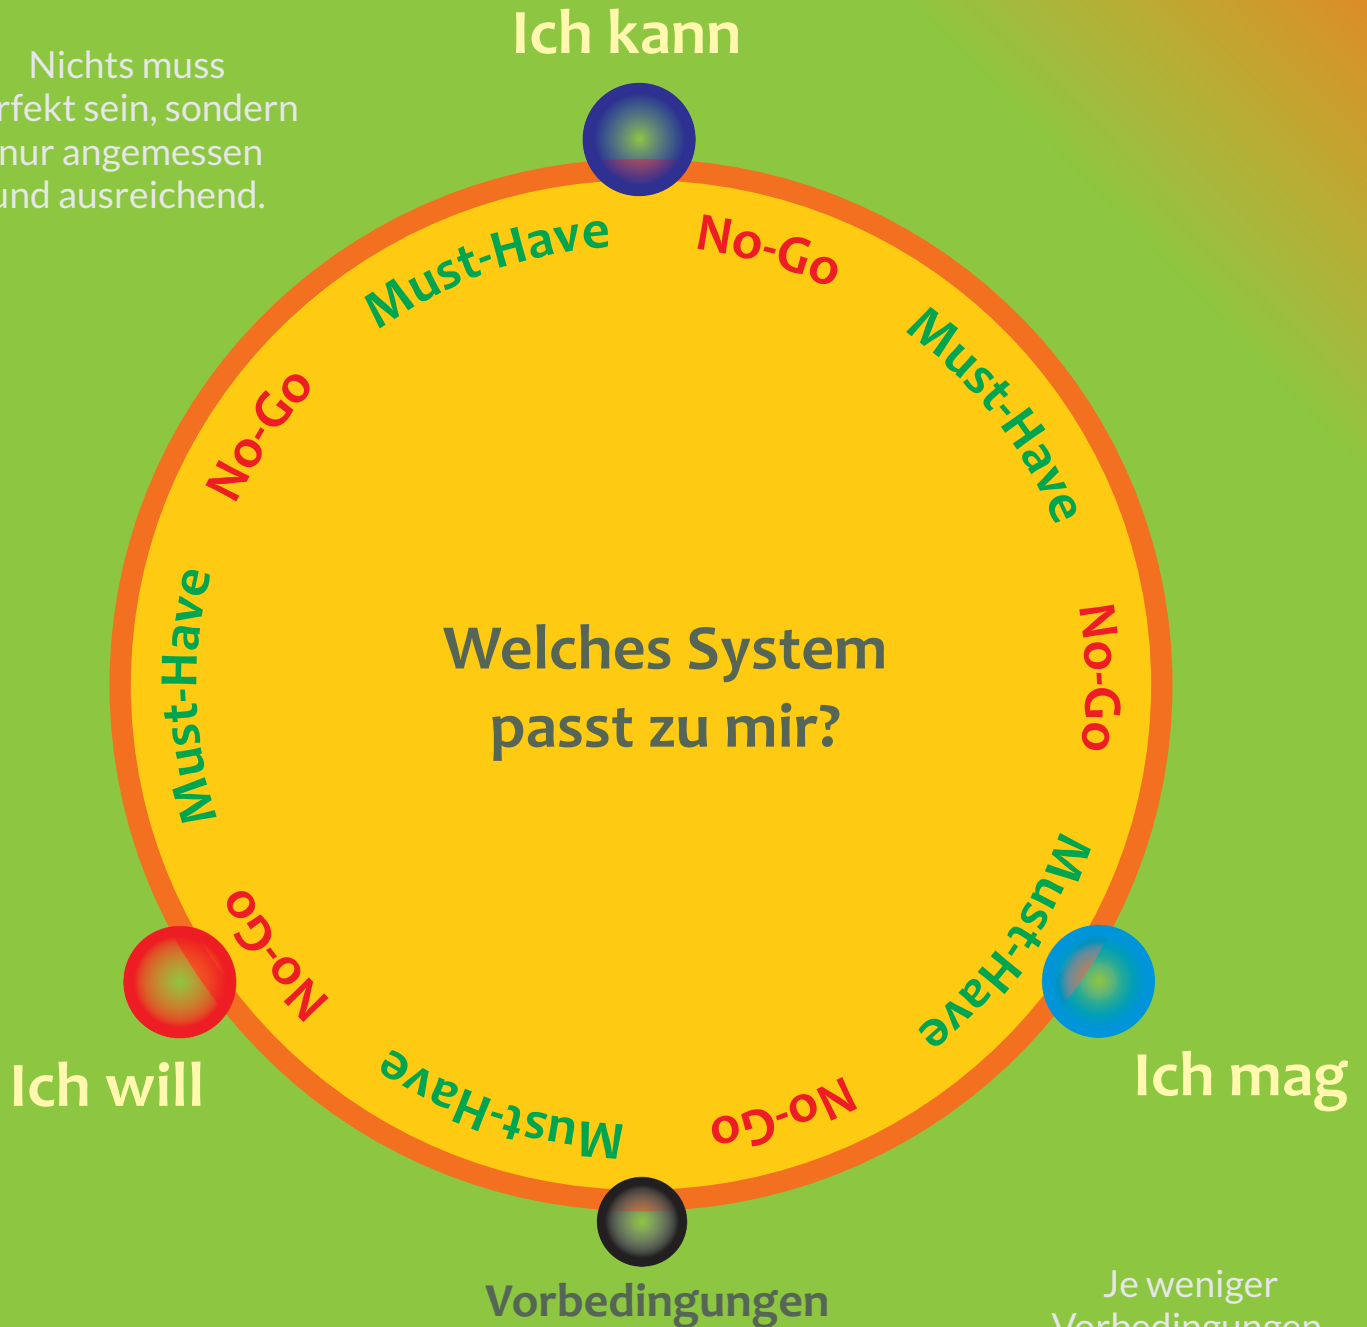 Ich kann
Nichts muss
rfekt sein, sondern
nur angemessen
und ausreichend.
Must-Have
No-Go
Must-Have
No-Go
Must-Have
No-Go
Must-Have
No-Go
Must-Have
No-Go
Welches System
passt zu mir?
Ich will
Ich mag
Vorbedingungen
Je weniger
Vorbedingungen